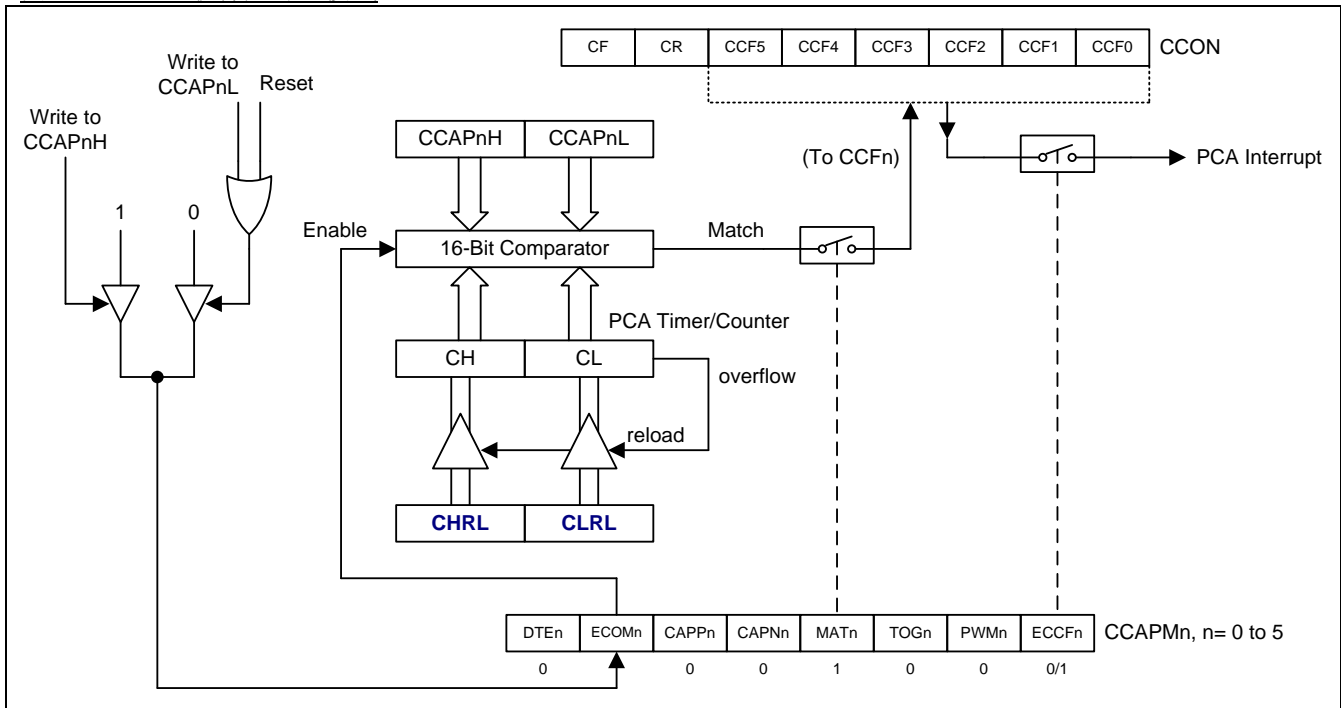 CF CR CCF5 CCF4 CCF3 CCF2 CCF1 CCF0 CCON
Write to
CCAPnL
Reset
Write to
CCAPnH
CCAPnH CCAPnL
(To CCFn)
PCA Interrupt
1 0
Enable
16-Bit Comparator
Match
PCA Timer/Counter
CH CL
overflow
reload
CHRL CLRL
DTEn ECOMn CAPPn CAPNn MATn TOGn PWMn ECCFn CCAPMn, n= 0 to 5
0 0 0 1 0 0 0/1